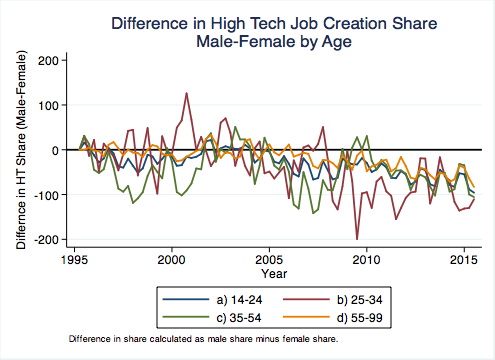 Difference in High Tech Job Creation Share
Male-Female by Age
Difference in HT Share (Male-Female)
200
100
0
-100
-200
1995
2000
2005
2010
2015
Year
a) 14-24
b) 25-34
c) 35-54
d) 55-99
Difference in share calculated as male share minus female share.